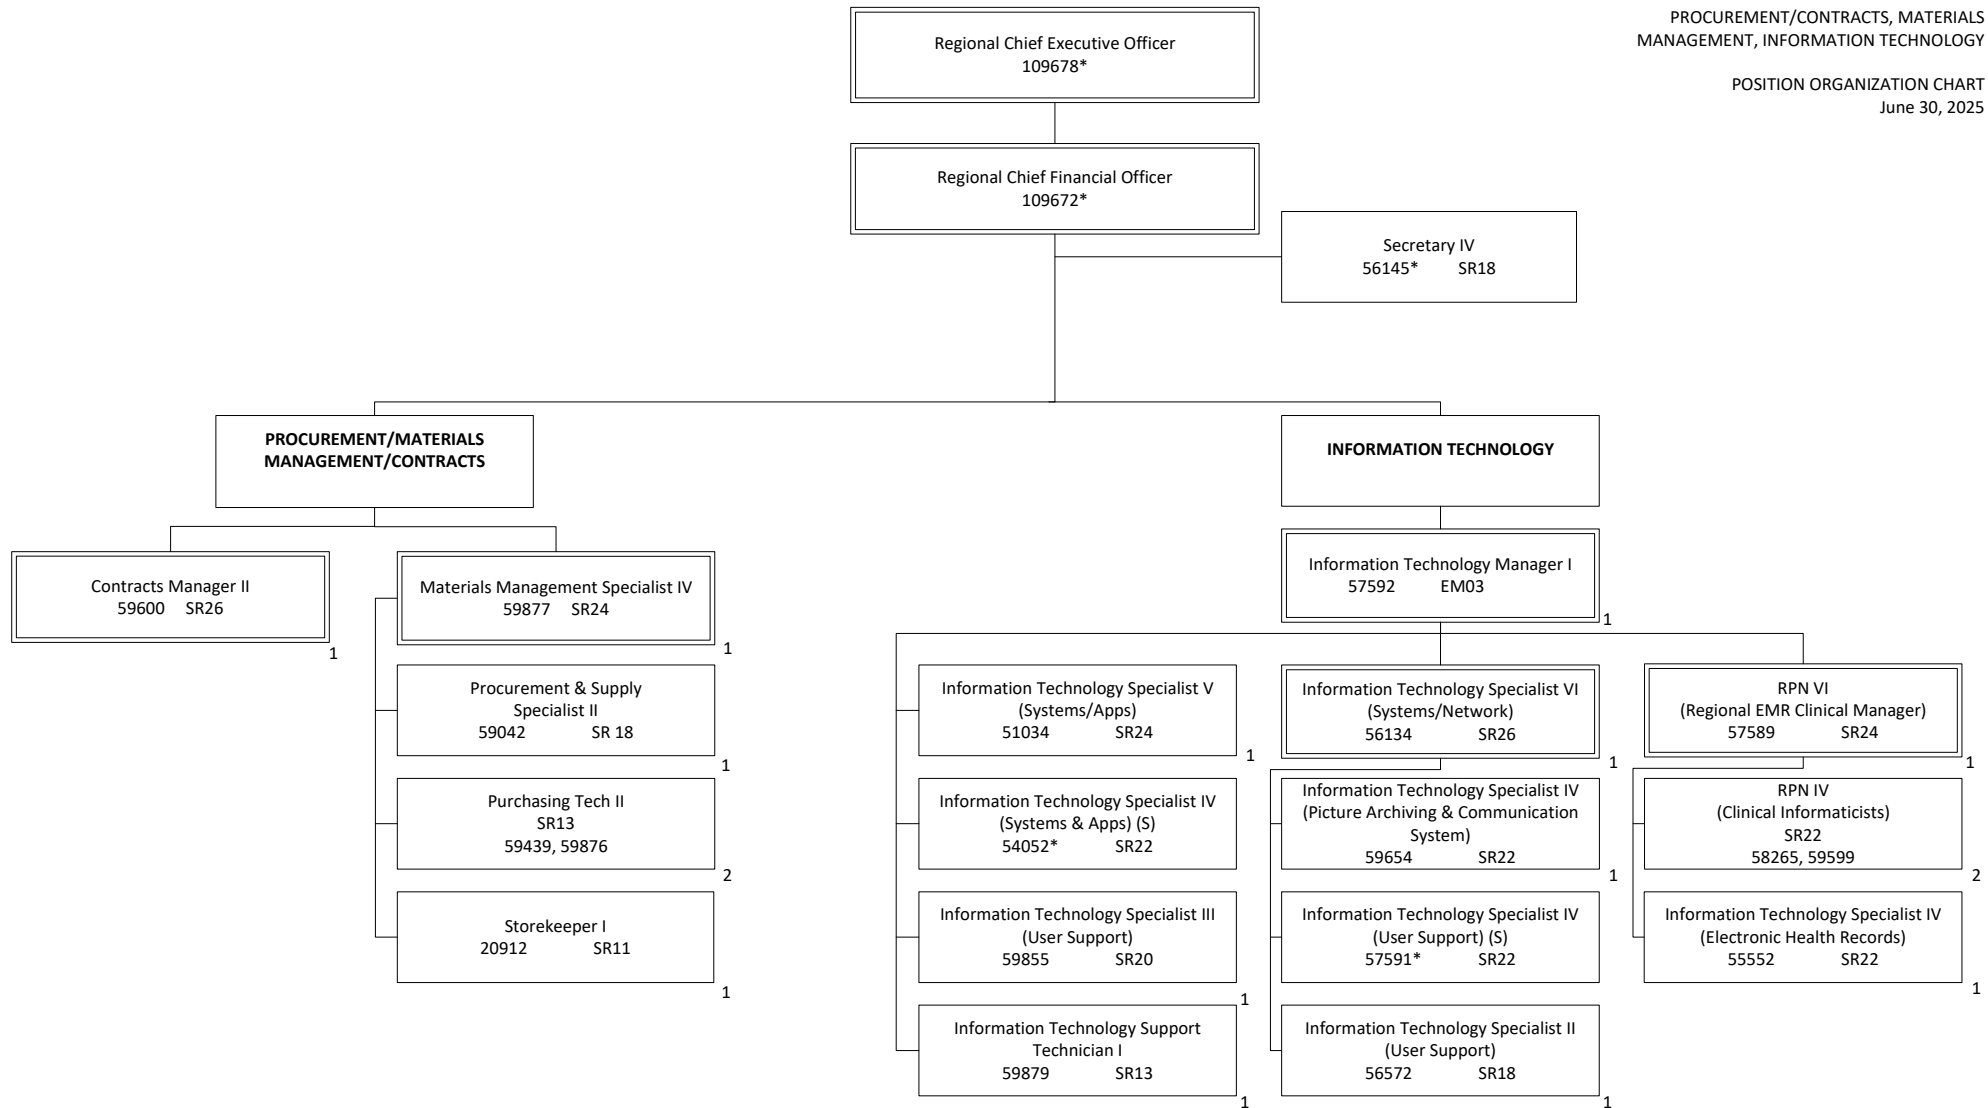 PROCUREMENT/CONTRACTS, MATERIALS
MANAGEMENT, INFORMATION TECHNOLOGY
POSITION ORGANIZATION CHART
June 30, 2025
Regional Chief Executive Officer
109678*
Regional Chief Financial Officer
109672*
Secretary IV
56145* SR18
PROCUREMENT/MATERIALS
MANAGEMENT/CONTRACTS
Contracts Manager II
59600 SR26
1
Materials Management Specialist IV
59877 SR24
1
Procurement & Supply
Specialist II
59042 SR 18
1
Purchasing Tech II
SR13
59439, 59876
2
Storekeeper I
20912 SR11
1
INFORMATION TECHNOLOGY
Information Technology Manager I
57592 EM03
1
Information Technology Specialist V
(Systems/Apps)
51034 SR24
1
Information Technology Specialist IV
(Systems & Apps) (S)
54052* SR22
Information Technology Specialist III
(User Support)
59855 SR20
1
Information Technology Support
Technician I
59879 SR13
1
Information Technology Specialist VI
(Systems/Network)
56134 SR26
1
Information Technology Specialist IV
(Picture Archiving & Communication
System)
59654 SR22
1
Information Technology Specialist IV
(User Support) (S)
57591* SR22
Information Technology Specialist II
(User Support)
56572 SR18
1
RPN VI
(Regional EMR Clinical Manager)
57589 SR24
1
RPN IV
(Clinical Informaticists)
SR22
58265, 59599
2
Information Technology Specialist IV
(Electronic Health Records)
55552 SR22
1